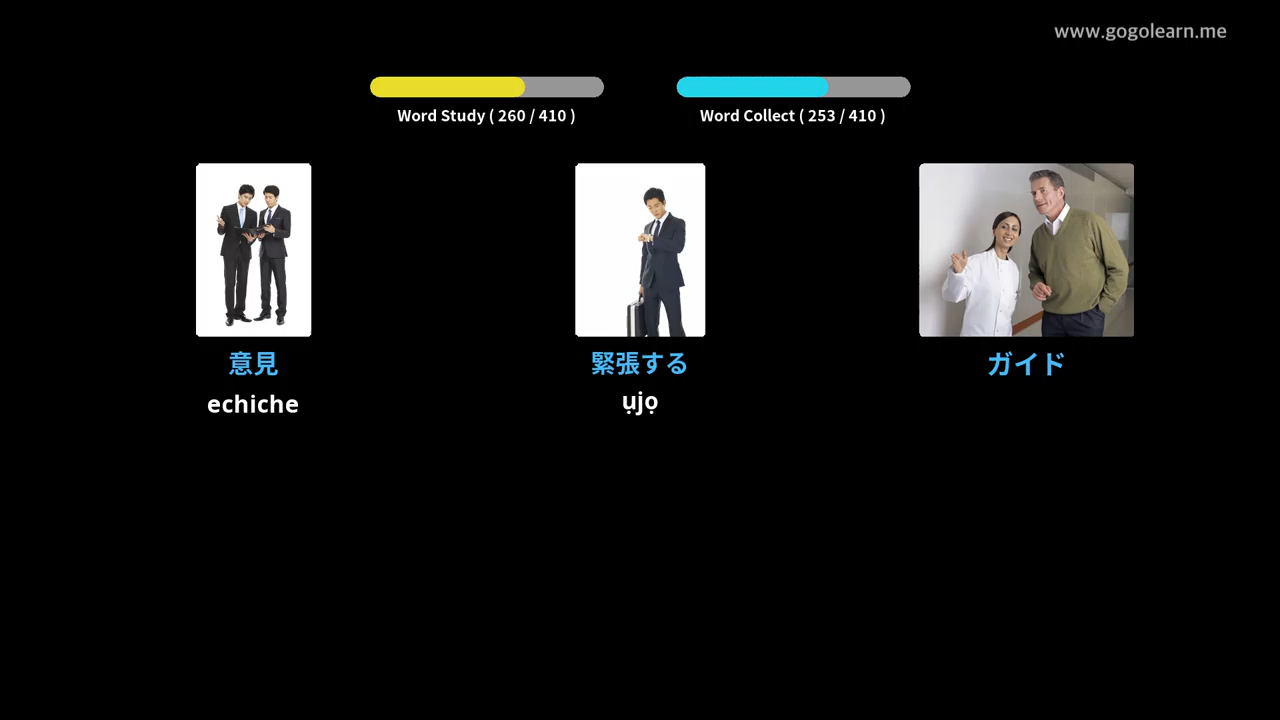 www.gogolearn.me
Word Study ( 260 / 410 )
Word Collect ( 253 / 410 )
意見
緊張する
ガイド
echiche
ụjọ